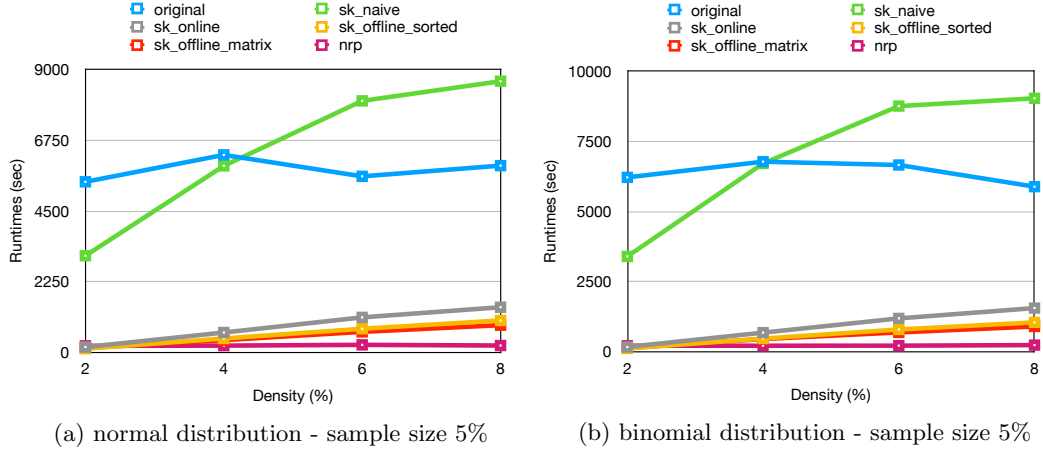 original sk_naive
sk_online sk_offline_sorted
sk_offline_matrix nrp
9000
6750
4500
2250
0
Runtimes (sec)
2 4 6 8
Density (%)
(a) normal distribution - sample size 5%
original sk_naive
sk_online sk_offline_sorted
sk_offline_matrix nrp
10000
7500
5000
2500
0
Runtimes (sec)
2 4 6 8
Density (%)
(b) binomial distribution - sample size 5%